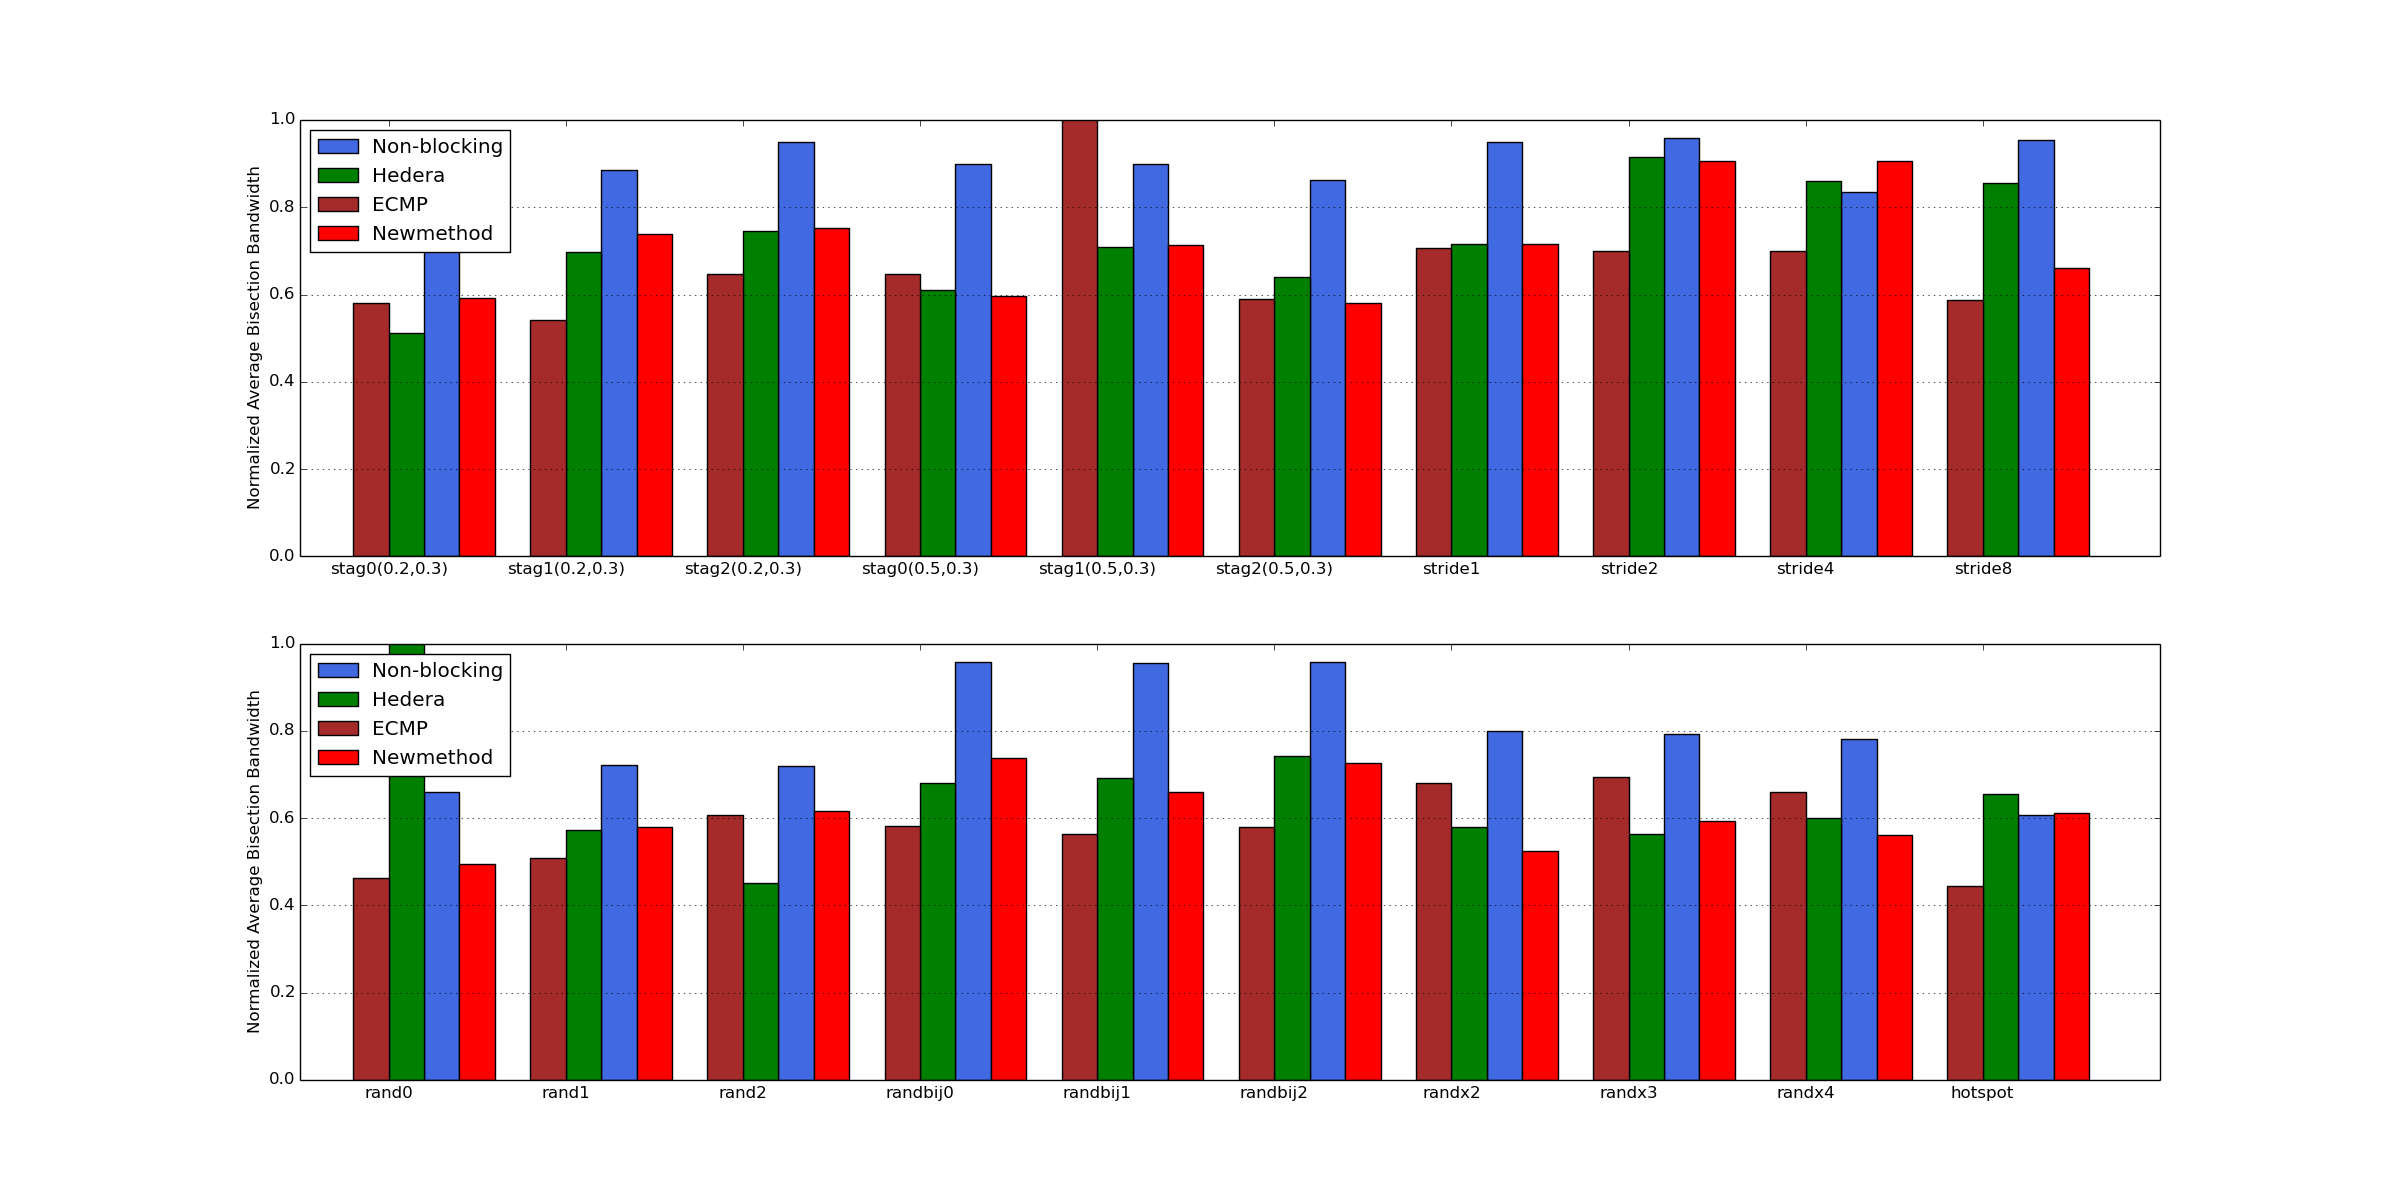 Normalized Average Bisection Bandwidth
1.0
0.8
0.6
0.4
0.2
0.0
Non-blocking
Hedera
ECMP
Newmethod
stag0(0.2,0.3) stag1(0.2,0.3) stag2(0.2,0.3) stag0(0.5,0.3) stag1(0.5,0.3) stag2(0.5,0.3) stride1 stride2 stride4 stride8
Normalized Average Bisection Bandwidth
1.0
0.8
0.6
0.4
0.2
0.0
Non-blocking
Hedera
ECMP
Newmethod
rand0 rand1 rand2 randbij0 randbij1 randbij2 randx2 randx3 randx4 hotspot